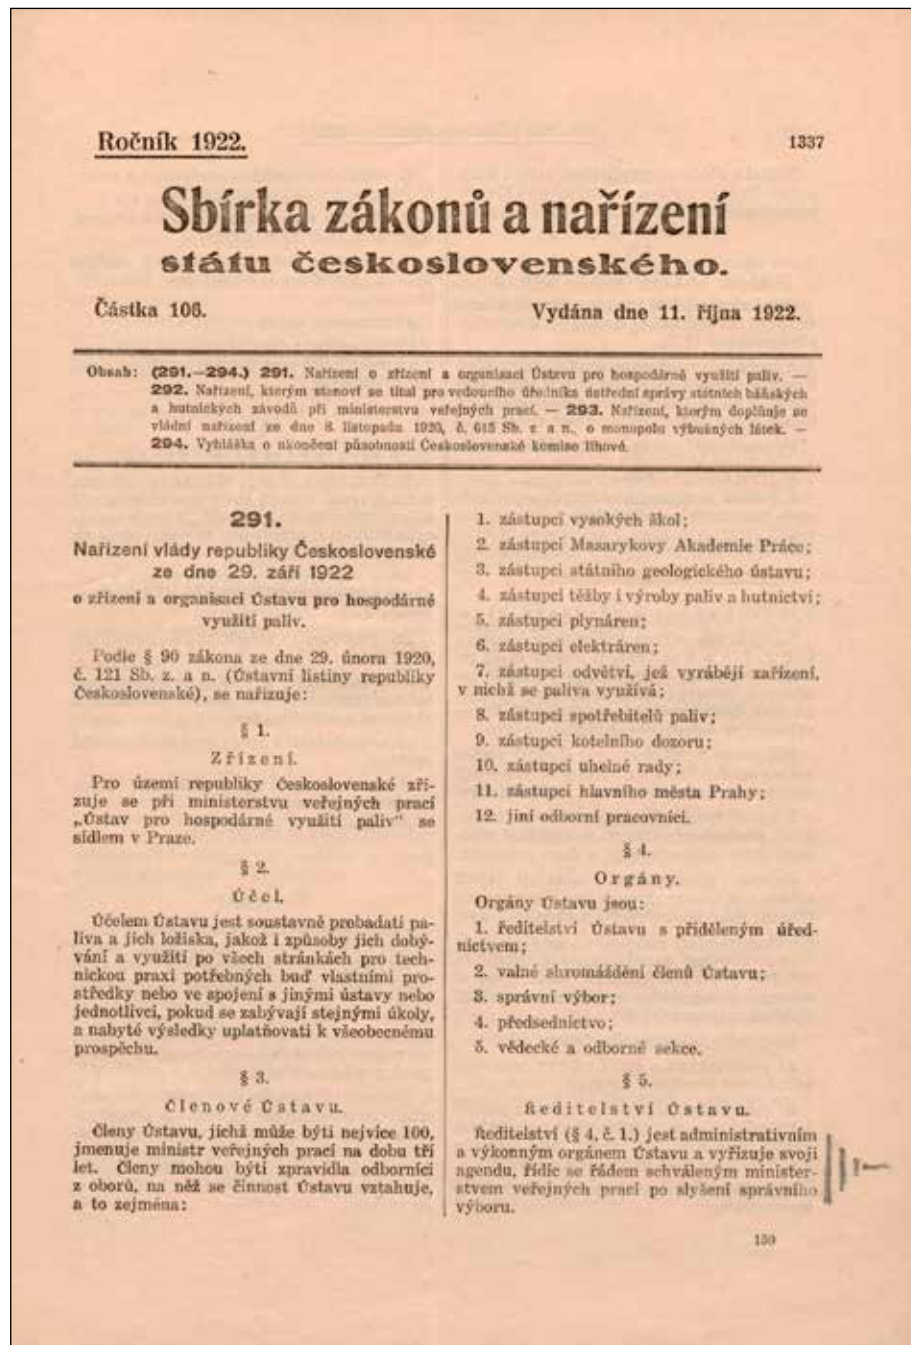 Ročník 1922.
1337
Sbírka zákonů a nařízení
státu československého.
Částka 106.
Vydána dne 11. října 1922.
Obsah: (291.—294.) 291. Nařízení o zřízení a organisaci Ústavu pro hospodárné využití paliv. —
292. Nařízení, kterým stanoví se titul pro vedoucího úředníka ústřední správy státních báňských
a hutnických závodů při ministerstvu veřejných prací. — 293. Nařízení, kterým doplňuje se
vládní nařízení ze dne 8. listopadu 1920, č. 615 Sb. z. a n., o monopolu výbušných látek. —
294. Vyhláška o ukončení působnosti Československé komise lihové.
291.
Nařízení vlády republiky Československé
ze dne 29. září 1922
o zřízení a organisaci Ústavu pro hospodárné
využití paliv.
Podle § 90 zákona ze dne 29. února 1920,
č. 121 Sb. z. a n. (Ústavní listiny republiky
Československé), se nařizuje:
§ 1.
Zřízení.
Pro území republiky Československé zři-
zuje se při ministerstvu veřejných prací
„Ústav pro hospodárné využití paliv“ se
sídlem v Praze.
§ 2.
Účel.
Účelem Ústavu jest soustavně probadati pa-
liva a jich ložiska, jakož i způsoby jich dobý-
vání a využití po všech stránkách pro tech-
nickou praxi potřebných buď vlastními pro-
středky nebo ve spojení s jinými ústavy nebo
jednotlivci, pokud se zabývají stejnými úkoly,
a nabyté výsledky uplatňovati k všeobecnému
prospěchu.
§ 3.
Členové Ústavu.
Členy Ústavu, jichž může býti nejvíce 100,
jmenuje ministr veřejných prací na dobu tří
let. Členy mohou býti zpravidla odborníci
z oborů, na něž se činnost Ústavu vztahuje,
a to zejména:
1. zástupci vysokých škol;
2. zástupci Masarykovy Akademie Práce;
3. zástupci státního geologického ústavu;
4. zástupci těžby i výroby paliv a hutnictví;
5. zástupci plynáren;
6. zástupci elektráren;
7. zástupci odvětví, jež vyrábějí zařízení,
v nichž se paliva využívá;
8. zástupci spotřebitelů paliv;
9. zástupci kotelního dozoru;
10. zástupci uhelné rady;
11. zástupci hlavního města Prahy;
12. jiní odborní pracovníci.
§ 4.
Orgány.
Orgány Ústavu jsou:
1. ředitelství Ústavu s přiděleným úřed-
nictvem;
2. valné shromáždění členů Ústavu;
3. správní výbor;
4. předsednictvo;
5. vědecké a odborné sekce.
§ 5.
Ředitelství Ústavu.
Ředitelství (§ 4, č. 1.) jest administrativním
a výkonným orgánem Ústavu a vyřizuje svoji
agendu, řídíc se řádem schváleným minister-
stvem veřejných prací po slyšení správního
výboru.
159